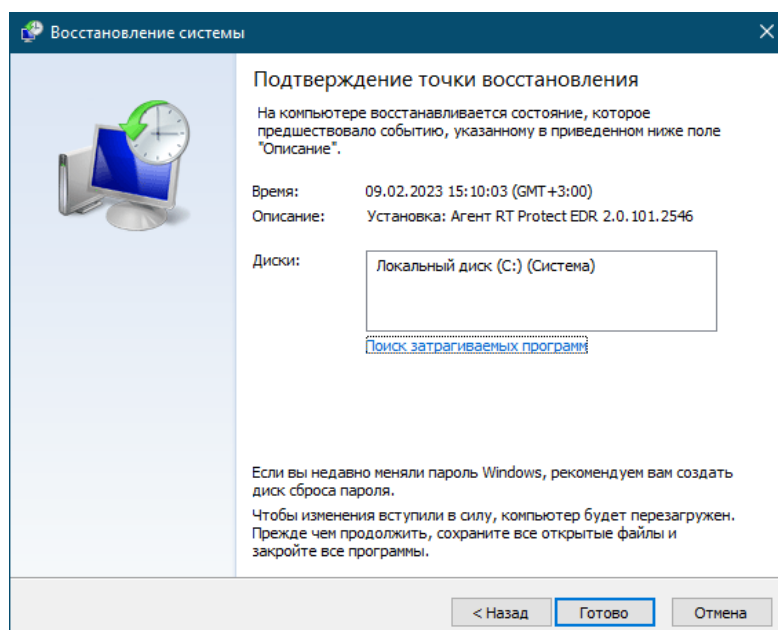 Восстановление системы
Подтверждение точки восстановления
На компьютере восстанавливается состояние, которое
предшествовало событию, указанному в приведенном ниже поле
"Описание".
Время: 09.02.2023 15:10:03 (GMT+3:00)
Описание: Установка: Агент RT Protect EDR 2.0.101.2546
Диски: Локальный диск (C:) (Система)
Поиск затрагиваемых программ
Если вы недавно меняли пароль Windows, рекомендуем вам создать
диск сброса пароля.
Чтобы изменения вступили в силу, компьютер будет перезагружен.
Прежде чем продолжить, сохраните все открытые файлы и
закройте все программы.
< Назад Готово Отмена